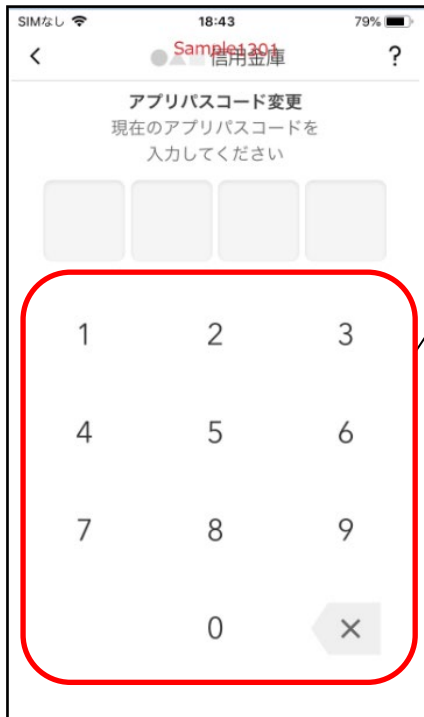 SIMなし 18:43 79%
Sample1201
●▲■信用金庫 ?
アプリパスコード変更
現在のアプリパスコードを
入力してください
1 2 3
4 5 6
7 8 9
0 ×